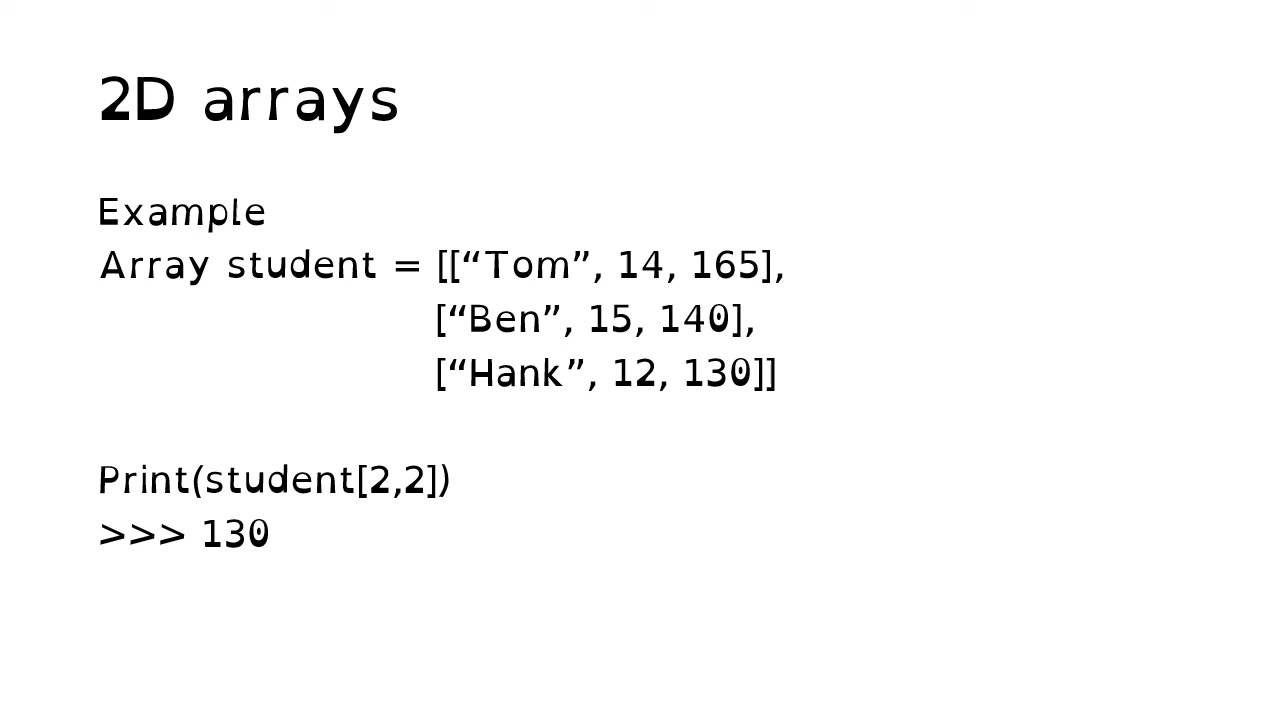 2D arrays
Example
Array student = [[“Tom”, 14, 165],
[“Ben”, 15, 140],
[“Hank”, 12, 130]]
Print(student[2,2])
>>> 130